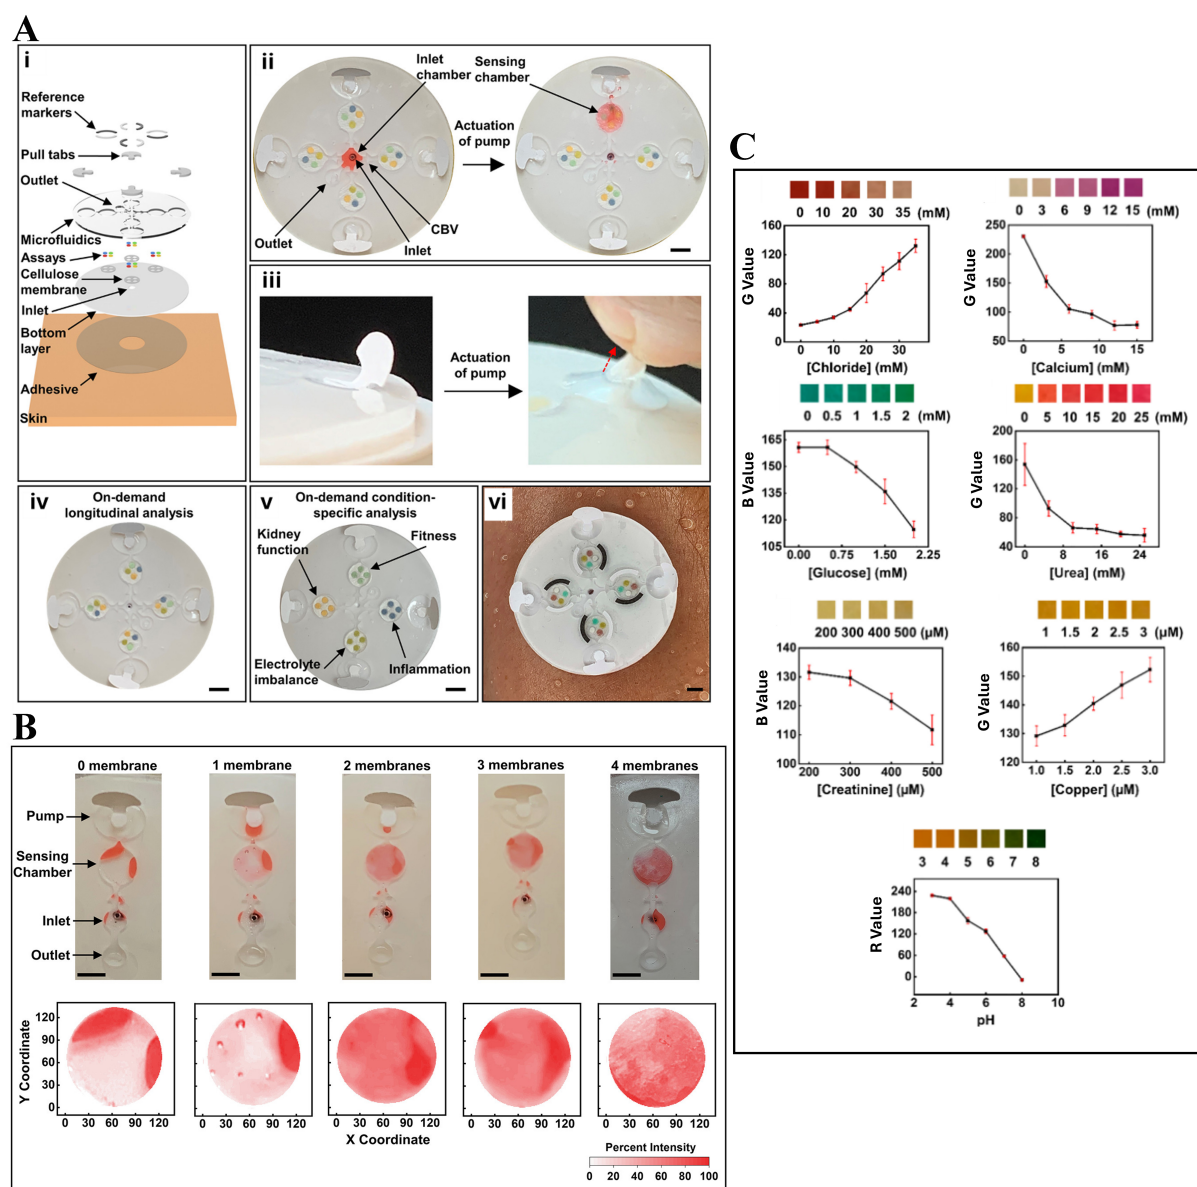 A
i
Reference
markers
Pull tabs
Outlet
Microfluidics
Assays
Cellulose
membrane
Inlet
Bottom
layer
Adhesive
Skin
ii
Inlet
chamber
Sensing
chamber
Actuation
of pump
Outlet
CBV
Inlet
iii
Actuation
of pump
iv
On-demand
longitudinal analysis
v
On-demand condition-
specific analysis
Kidney
function
Fitness
Electrolyte
imbalance
Inflammation
vi
B
0 membrane
1 membrane
2 membranes
3 membranes
4 membranes
Pump
Sensing
Chamber
Inlet
Outlet
Y Coordinate
120
90
60
30
0
0 30 60 90 120
0 30 60 90 120
0 30 60 90 120
0 30 60 90 120
0 30 60 90 120
X Coordinate
Percent Intensity
0 20 40 60 80 100
C
0 10 20 30 35 (mM)
G Value
160
120
80
40
0
0 10 20 30
[Chloride] (mM)
0 3 6 9 12 15 (mM)
G Value
250
200
150
100
50
0 5 10 15
[Calcium] (mM)
0 0.5 1 1.5 2 (mM)
B Value
165
150
135
120
105
0.00 0.75 1.50 2.25
[Glucose] (mM)
0 5 10 15 20 25 (mM)
G Value
200
160
120
80
40
0 8 16 24
[Urea] (mM)
200 300 400 500 (µM)
B Value
140
130
120
110
100
200 300 400 500
[Creatinine] (µM)
1 1.5 2 2.5 3 (µM)
G Value
160
150
140
130
120
1.0 1.5 2.0 2.5 3.0
[Copper] (µM)
3 4 5 6 7 8
R Value
240
180
120
60
0
2 4 6 8 10
pH